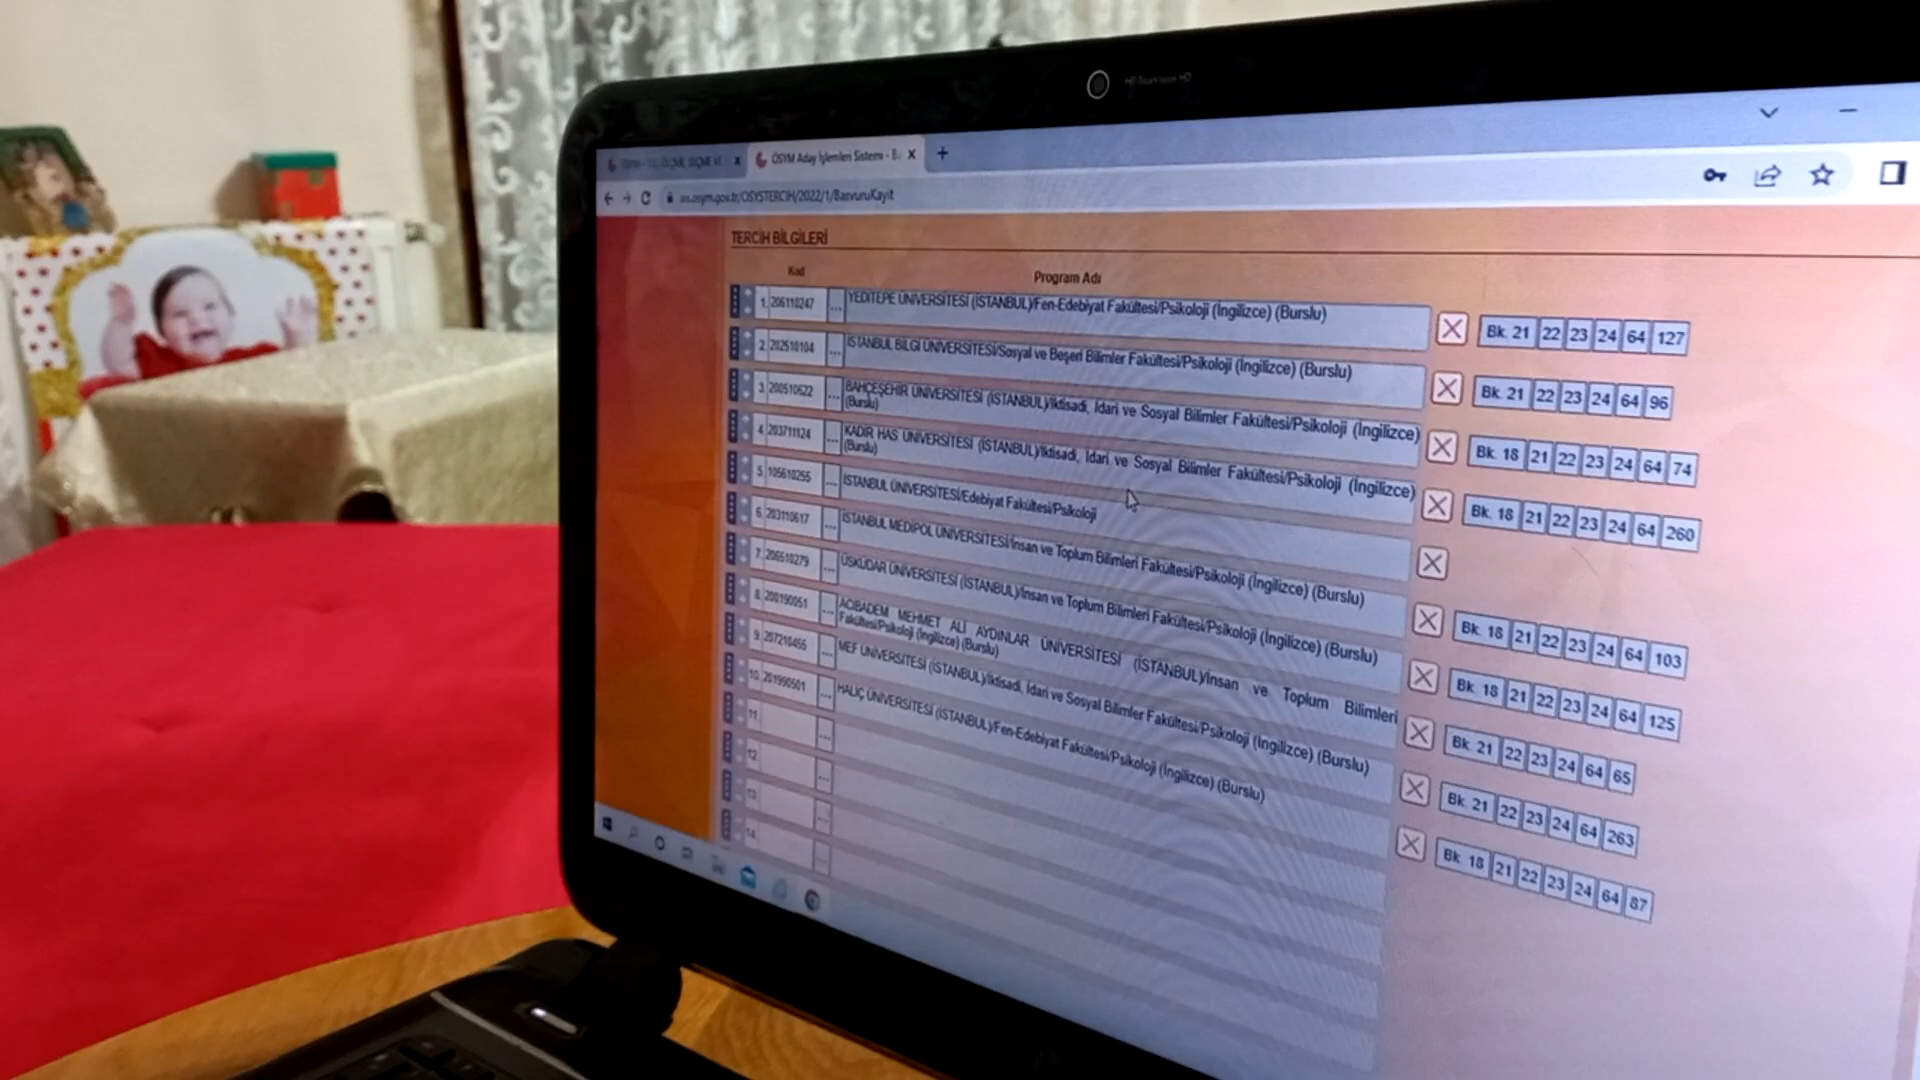 HP TrueVision HD
ÖSYM Aday İşlemleri Sistemi - B
ais.osym.gov.tr/OSYSTERCIH/2022/1/BasvuruKayit
TERCİH BİLGİLERİ
Kod Program Adı
1. 206110247 ... YEDİTEPE ÜNİVERSİTESİ (İSTANBUL)/Fen-Edebiyat Fakültesi/Psikoloji (İngilizce) (Burslu) Bk. 21 22 23 24 64 127
2. 202510104 ... İSTANBUL BİLGİ ÜNİVERSİTESİ/Sosyal ve Beşeri Bilimler Fakültesi/Psikoloji (İngilizce) (Burslu) Bk. 21 22 23 24 64 96
3. 200510622 ... BAHÇEŞEHİR ÜNİVERSİTESİ (İSTANBUL)/İktisadi, İdari ve Sosyal Bilimler Fakültesi/Psikoloji (İngilizce) Bk. 18 21 22 23 24 64 74
(Burslu)
4. 203711124 ... KADİR HAS ÜNİVERSİTESİ (İSTANBUL)/İktisadi, İdari ve Sosyal Bilimler Fakültesi/Psikoloji (İngilizce) Bk. 18 21 22 23 24 64 260
(Burslu)
5. 105610255 ... İSTANBUL ÜNİVERSİTESİ/Edebiyat Fakültesi/Psikoloji
6. 203110617 ... İSTANBUL MEDİPOL ÜNİVERSİTESİ/İnsan ve Toplum Bilimleri Fakültesi/Psikoloji (İngilizce) (Burslu) Bk. 18 21 22 23 24 64 103
7. 206510279 ... ÜSKÜDAR ÜNİVERSİTESİ (İSTANBUL)/İnsan ve Toplum Bilimleri Fakültesi/Psikoloji (İngilizce) (Burslu) Bk. 18 21 22 23 24 64 125
8. 200190051 ... ACIBADEM MEHMET ALİ AYDINLAR ÜNİVERSİTESİ (İSTANBUL)/İnsan ve Toplum Bilimleri Bk. 21 22 23 24 64 65
Fakültesi/Psikoloji (İngilizce) (Burslu)
9. 207210455 ... MEF ÜNİVERSİTESİ (İSTANBUL)/İktisadi, İdari ve Sosyal Bilimler Fakültesi/Psikoloji (İngilizce) (Burslu) Bk. 21 22 23 24 64 263
10. 201990501 ... HALİÇ ÜNİVERSİTESİ (İSTANBUL)/Fen-Edebiyat Fakültesi/Psikoloji (İngilizce) (Burslu) Bk. 18 21 22 23 24 64 87
11. ...
12. ...
13. ...
14. ...